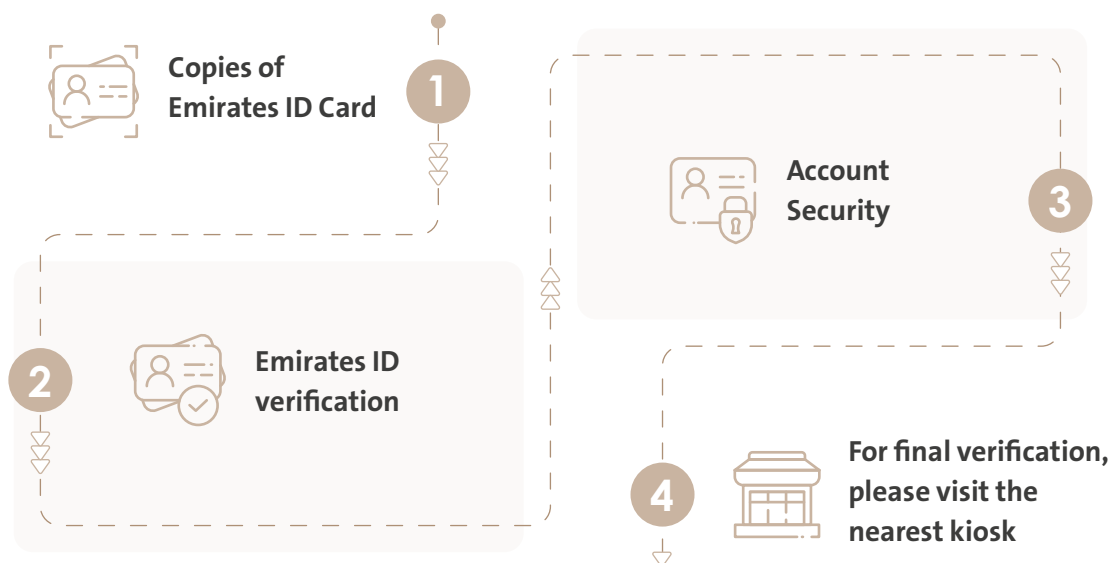 Copies of
Emirates ID Card
1
2
Emirates ID
verification
3
Account
Security
4
For final verification,
please visit the
nearest kiosk